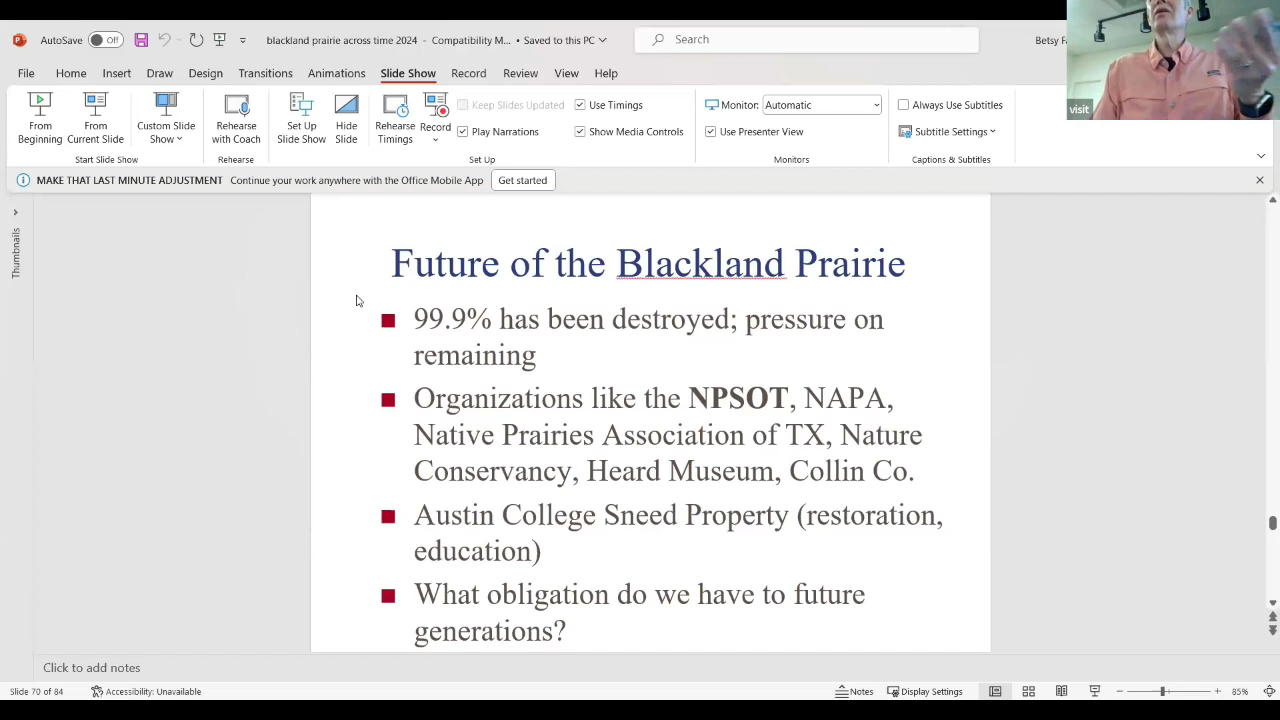 AutoSave Off
blackland prairie across time 2024 - Compatibility M... • Saved to this PC
Search
Betsy Fa
visit
File Home Insert Draw Design Transitions Animations Slide Show Record Review View Help
From Beginning
From Current Slide
Custom Slide Show
Start Slide Show
Rehearse with Coach
Rehearse
Set Up Slide Show
Hide Slide
Rehearse Timings
Record
Keep Slides Updated
Play Narrations
Use Timings
Show Media Controls
Set Up
Monitor: Automatic
Use Presenter View
Monitors
Always Use Subtitles
Subtitle Settings
Captions & Subtitles
MAKE THAT LAST MINUTE ADJUSTMENT Continue your work anywhere with the Office Mobile App Get started
Thumbnails
Future of the Blackland Prairie
99.9% has been destroyed; pressure on
remaining
Organizations like the NPSOT, NAPA,
Native Prairies Association of TX, Nature
Conservancy, Heard Museum, Collin Co.
Austin College Sneed Property (restoration,
education)
What obligation do we have to future
generations?
Click to add notes
Slide 70 of 84 Accessibility: Unavailable Notes Display Settings 85%